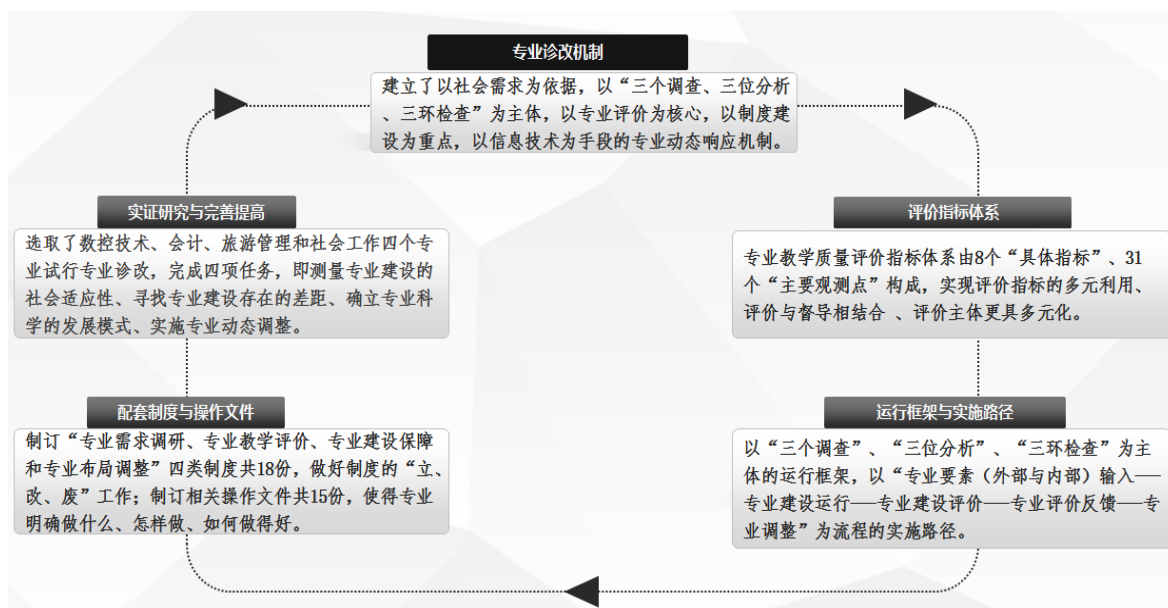 专业诊改机制
建立了以社会需求为依据，以“三个调查、三位分析
、三环检查”为主体，以专业评价为核心，以制度建
设为重点，以信息技术为手段的专业动态响应机制。
实证研究与完善提高
选取了数控技术、会计、旅游管理和社会工作四个专
业试行专业诊改，完成四项任务，即测量专业建设的
社会适应性、寻找专业建设存在的差距、确立专业科
学的发展模式、实施专业动态调整。
评价指标体系
专业教学质量评价指标体系由8个“具体指标”、31
个“主要观测点”构成，实现评价指标的多元利用、
评价与督导相结合 、评价主体更具多元化。
配套制度与操作文件
制订“专业需求调研、专业教学评价、专业建设保障
和专业布局调整”四类制度共18份，做好制度的“立、
改、废”工作；制订相关操作文件共15份，使得专业
明确做什么、怎样做、如何做得好。
运行框架与实施路径
以“三个调查”、“三位分析”、“三环检查”为主
体的运行框架，以“专业要素（外部与内部）输入——
专业建设运行——专业建设评价——专业评价反馈——专
业调整”为流程的实施路径。